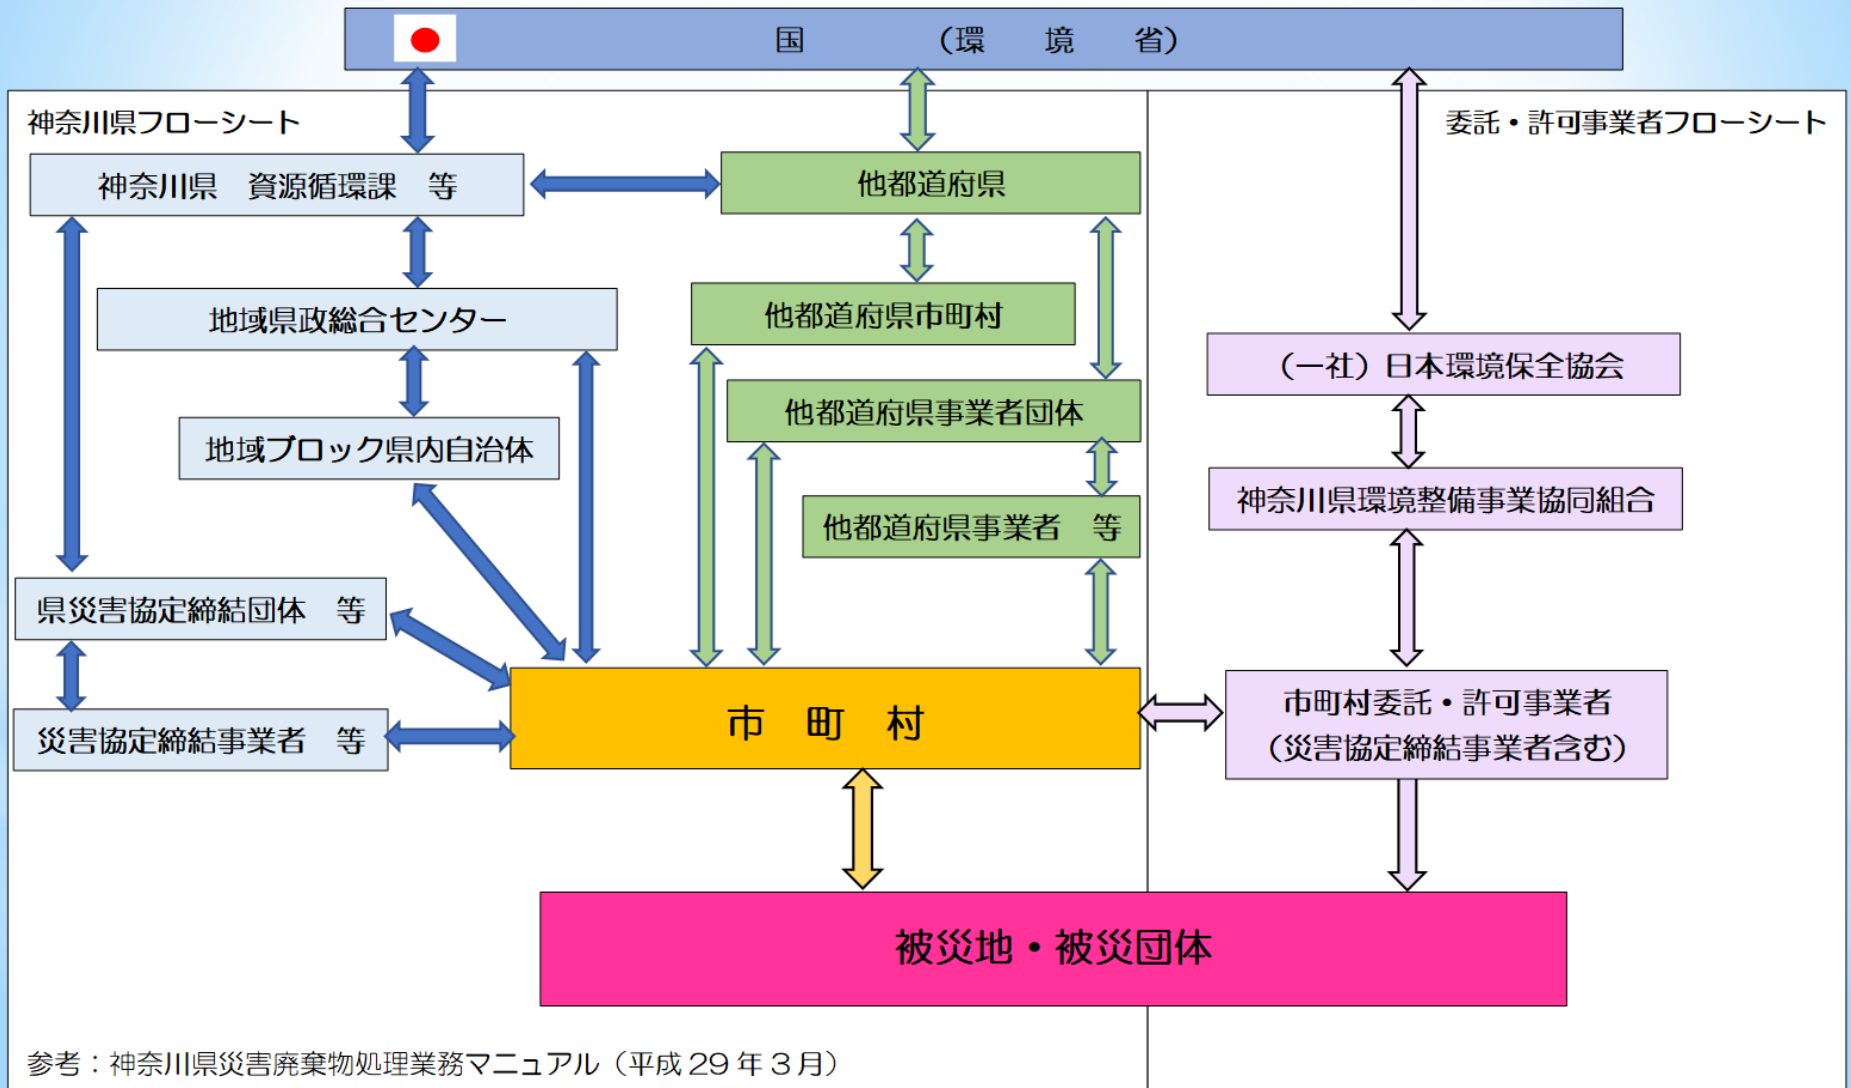 国　（環　境　省）
神奈川県フローシート
委託・許可事業者フローシート
神奈川県　資源循環課　等
他都道府県
地域県政総合センター
他都道府県市町村
（一社）日本環境保全協会
他都道府県事業者団体
地域ブロック県内自治体
神奈川県環境整備事業協同組合
他都道府県事業者　等
県災害協定締結団体　等
市　町　村
市町村委託・許可事業者
（災害協定締結事業者含む）
災害協定締結事業者　等
被災地・被災団体
参考：神奈川県災害廃棄物処理業務マニュアル（平成 29 年 3 月）